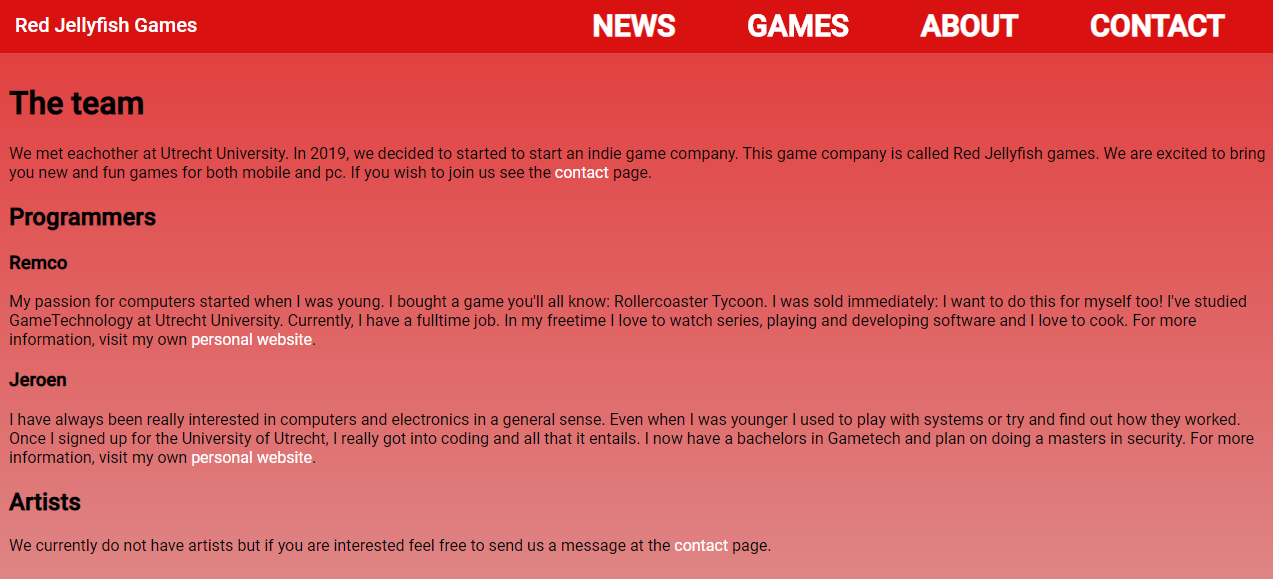 Red Jellyfish Games
NEWS GAMES ABOUT CONTACT
The team
We met eachother at Utrecht University. In 2019, we decided to started to start an indie game company. This game company is called Red Jellyfish games. We are excited to bring
you new and fun games for both mobile and pc. If you wish to join us see the contact page.
Programmers
Remco
My passion for computers started when I was young. I bought a game you'll all know: Rollercoaster Tycoon. I was sold immediately: I want to do this for myself too! I've studied
GameTechnology at Utrecht University. Currently, I have a fulltime job. In my freetime I love to watch series, playing and developing software and I love to cook. For more
information, visit my own personal website.
Jeroen
I have always been really interested in computers and electronics in a general sense. Even when I was younger I used to play with systems or try and find out how they worked.
Once I signed up for the University of Utrecht, I really got into coding and all that it entails. I now have a bachelors in Gametech and plan on doing a masters in security. For more
information, visit my own personal website.
Artists
We currently do not have artists but if you are interested feel free to send us a message at the contact page.